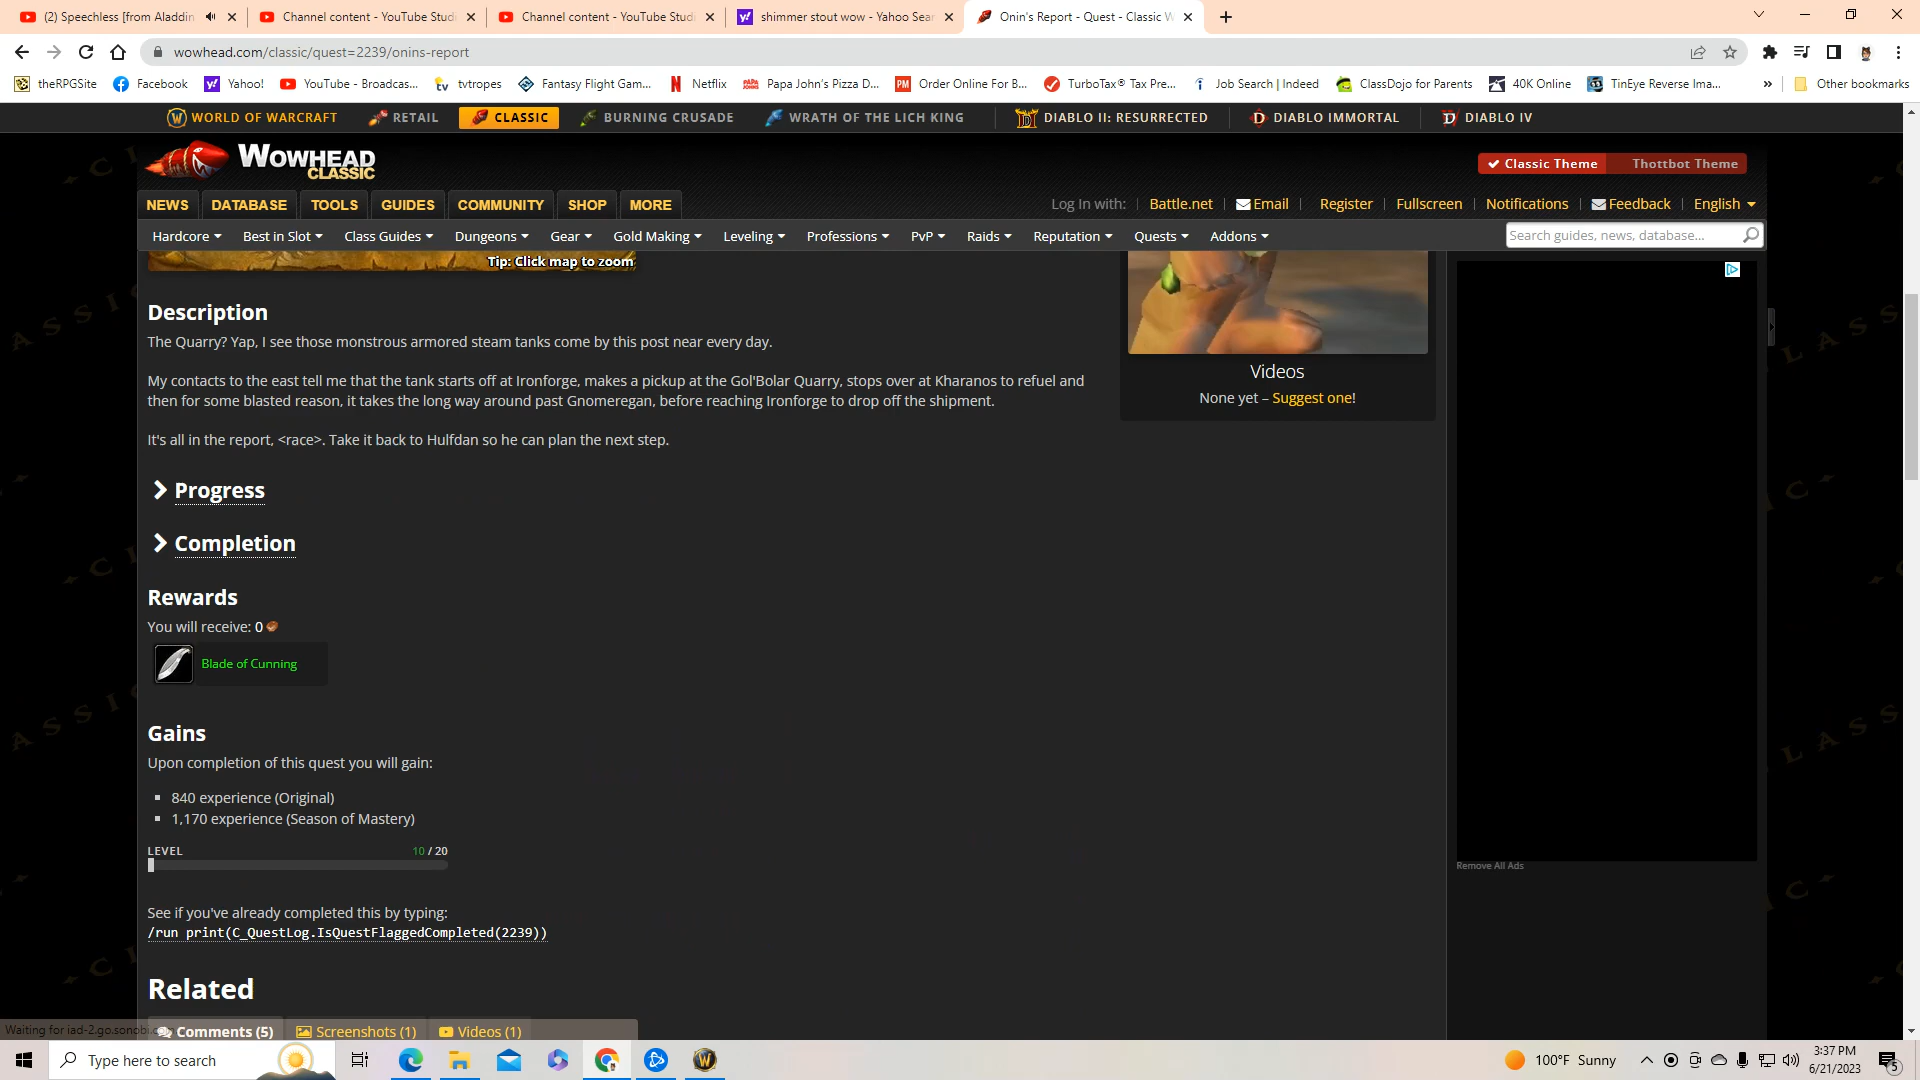 (2) Speechless [from Aladdin
Channel content - YouTube Studi
Channel content - YouTube Studi
shimmer stout wow - Yahoo Sear
Onin's Report - Quest - Classic W
wowhead.com/classic/quest=2239/onins-report
theRPGSite
Facebook
Yahoo!
YouTube - Broadcas...
tvtropes
Fantasy Flight Gam...
Netflix
Papa John's Pizza D...
Order Online For B...
TurboTax® Tax Pre...
Job Search | Indeed
ClassDojo for Parents
40K Online
TinEye Reverse Ima...
»
Other bookmarks
WORLD OF WARCRAFT
RETAIL
CLASSIC
BURNING CRUSADE
WRATH OF THE LICH KING
DIABLO II: RESURRECTED
DIABLO IMMORTAL
DIABLO IV
WOWHEAD
CLASSIC
Classic Theme
Thottbot Theme
NEWS
DATABASE
TOOLS
GUIDES
COMMUNITY
SHOP
MORE
Log In with:
Battle.net
Email
Register
Fullscreen
Notifications
Feedback
English
Hardcore
Best in Slot
Class Guides
Dungeons
Gear
Gold Making
Leveling
Professions
PvP
Raids
Reputation
Quests
Addons
Search guides, news, database...
Tip: Click map to zoom
Description
The Quarry? Yap, I see those monstrous armored steam tanks come by this post near every day.
My contacts to the east tell me that the tank starts off at Ironforge, makes a pickup at the Gol'Bolar Quarry, stops over at Kharanos to refuel and
then for some blasted reason, it takes the long way around past Gnomeregan, before reaching Ironforge to drop off the shipment.
It's all in the report, <race>. Take it back to Hulfdan so he can plan the next step.
Videos
None yet – Suggest one!
Progress
Completion
Rewards
You will receive: 0
Blade of Cunning
Gains
Upon completion of this quest you will gain:
840 experience (Original)
1,170 experience (Season of Mastery)
LEVEL
10 / 20
Remove All Ads
See if you've already completed this by typing:
/run print(C_QuestLog.IsQuestFlaggedCompleted(2239))
Related
Comments (5)
Screenshots (1)
Videos (1)
Type here to search
100°F Sunny
3:37 PM
6/21/2023
5